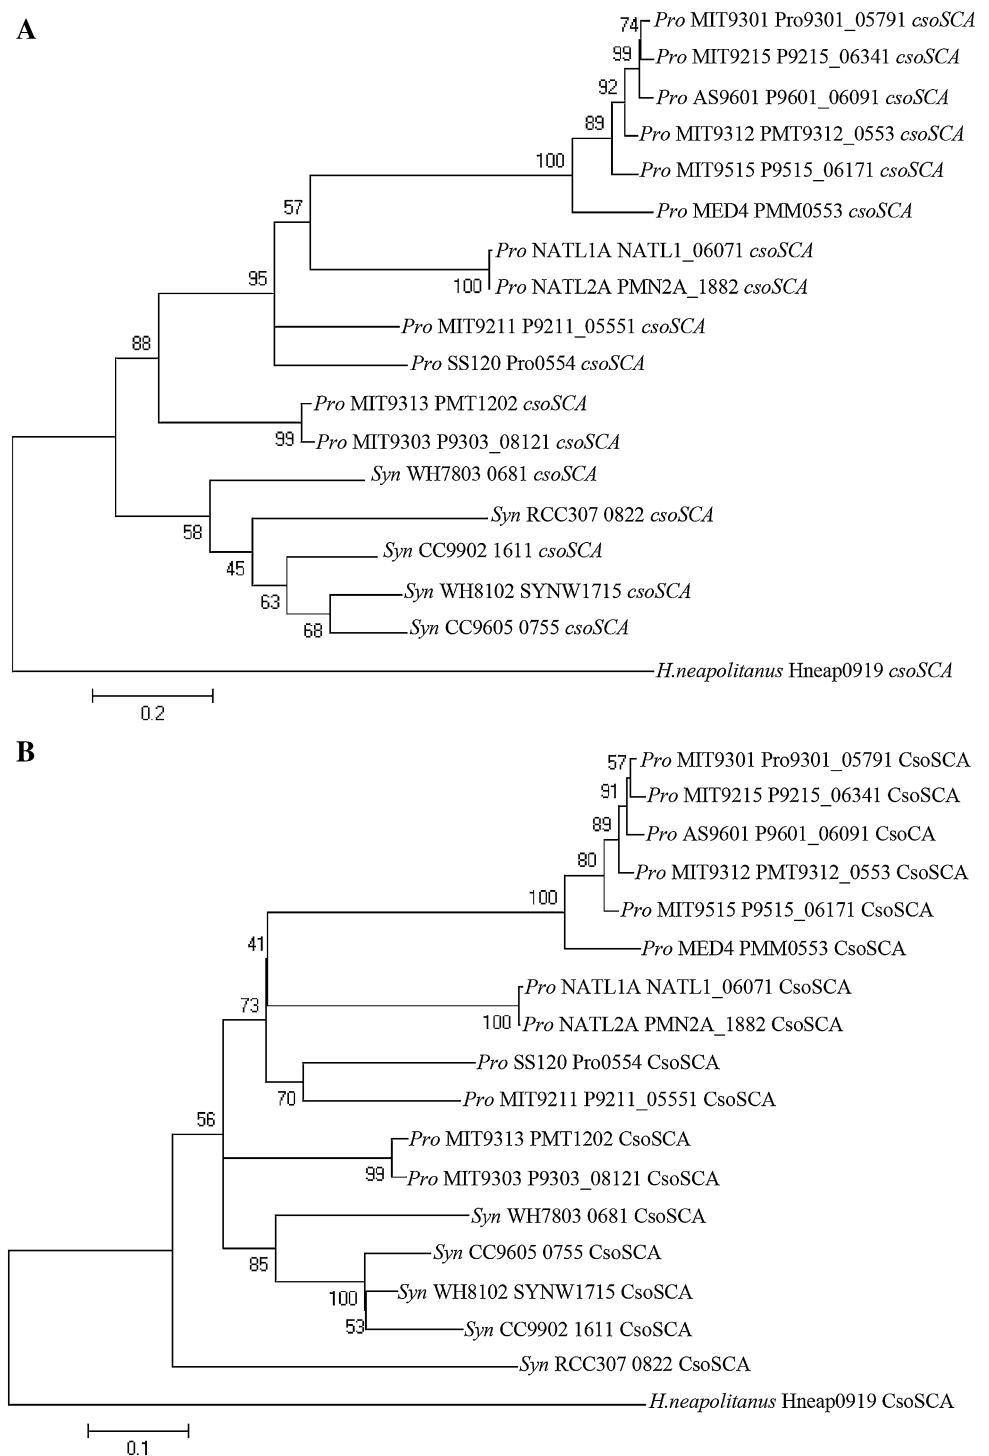 A
74
Pro MIT9301 Pro9301_05791 csoSCA
99
Pro MIT9215 P9215_06341 csoSCA
92
Pro AS9601 P9601_06091 csoSCA
89
Pro MIT9312 PMT9312_0553 csoSCA
100
Pro MIT9515 P9515_06171 csoSCA
57
Pro MED4 PMM0553 csoSCA
95
Pro NATL1A NATL1_06071 csoSCA
100
Pro NATL2A PMN2A_1882 csoSCA
88
Pro MIT9211 P9211_05551 csoSCA
Pro SS120 Pro0554 csoSCA
Pro MIT9313 PMT1202 csoSCA
99
Pro MIT9303 P9303_08121 csoSCA
Syn WH7803 0681 csoSCA
58
Syn RCC307 0822 csoSCA
45
Syn CC9902 1611 csoSCA
63
Syn WH8102 SYNW1715 csoSCA
68
Syn CC9605 0755 csoSCA
H.neapolitanus Hneap0919 csoSCA
0.2
B
57
Pro MIT9301 Pro9301_05791 CsoSCA
91
Pro MIT9215 P9215_06341 CsoSCA
89
Pro AS9601 P9601_06091 CsoCA
80
Pro MIT9312 PMT9312_0553 CsoSCA
100
Pro MIT9515 P9515_06171 CsoSCA
41
Pro MED4 PMM0553 CsoSCA
73
Pro NATL1A NATL1_06071 CsoSCA
100
Pro NATL2A PMN2A_1882 CsoSCA
Pro SS120 Pro0554 CsoSCA
70
Pro MIT9211 P9211_05551 CsoSCA
56
Pro MIT9313 PMT1202 CsoSCA
99
Pro MIT9303 P9303_08121 CsoSCA
Syn WH7803 0681 CsoSCA
85
Syn CC9605 0755 CsoSCA
100
Syn WH8102 SYNW1715 CsoSCA
53
Syn CC9902 1611 CsoSCA
Syn RCC307 0822 CsoSCA
H.neapolitanus Hneap0919 CsoSCA
0.1